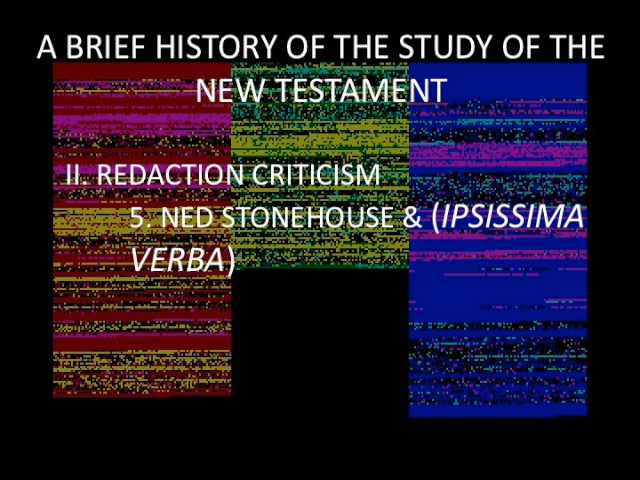 A BRIEF HISTORY OF THE STUDY OF THE
NEW TESTAMENT
II. REDACTION CRITICISM
5. NED STONEHOUSE & (IPSISSIMA
VERBA)